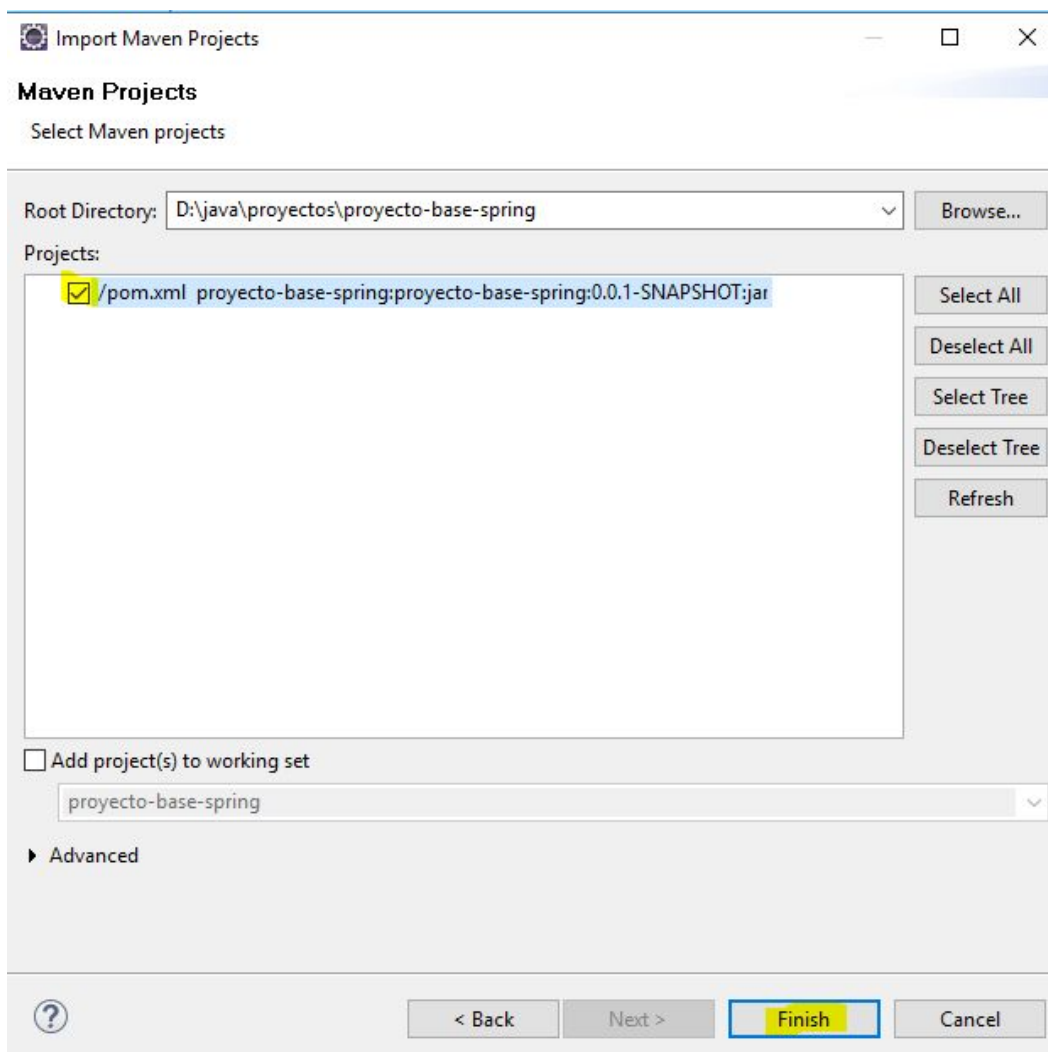 Import Maven Projects
Maven Projects
Select Maven projects
Root Directory: D:\java\proyectos\proyecto-base-spring Browse...
Projects:
/pom.xml proyecto-base-spring:proyecto-base-spring:0.0.1-SNAPSHOT:jar
Select All
Deselect All
Select Tree
Deselect Tree
Refresh
Add project(s) to working set
proyecto-base-spring
Advanced
? < Back Next > Finish Cancel